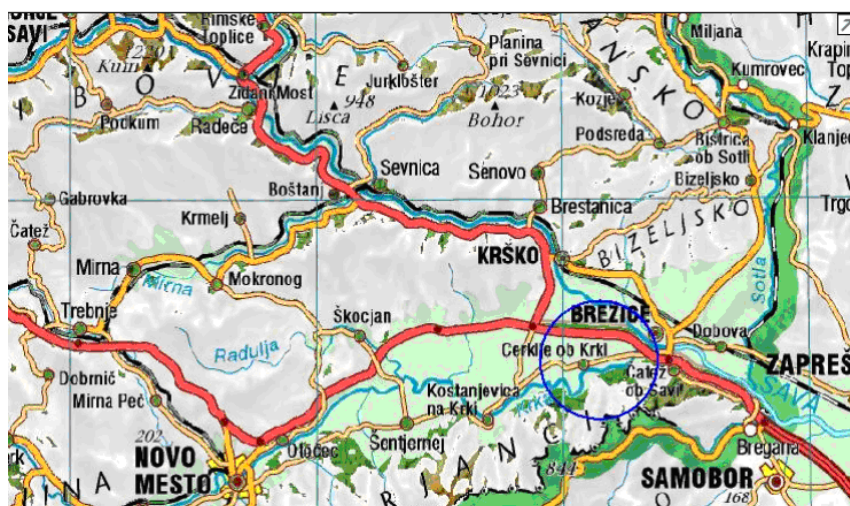 SAVI
RIMSKE
Toplice
1220
Kum
Zidani Most
Podkum
Radeče
Jurklošter
948
Lisca
Planina
pri Sevnici
1023
Bohor
Kozje
Podsreda
Miljana
Kumrovec
Bistrica
ob Sotli
Bizeljsko
Klanjec
Gabrovka
Čatež
Krmelj
Boštanj
Sevnica
Senovo
Brestanica
KRŠKO
BIZELJSKO
Mirna
Mirna
Mokronog
Trebnje
Škocjan
Radulja
Dobrnič
Mirna Peč
BREŽICE
Dobova
Sotla
Cerklje ob Krki
Čatež
ob Savi
ZAPREŠ
SAVA
Kostanjevica
na Krki
Krka
202
Otočec
Šentjernej
NOVO
MESTO
844
Bregana
SAMOBOR
168